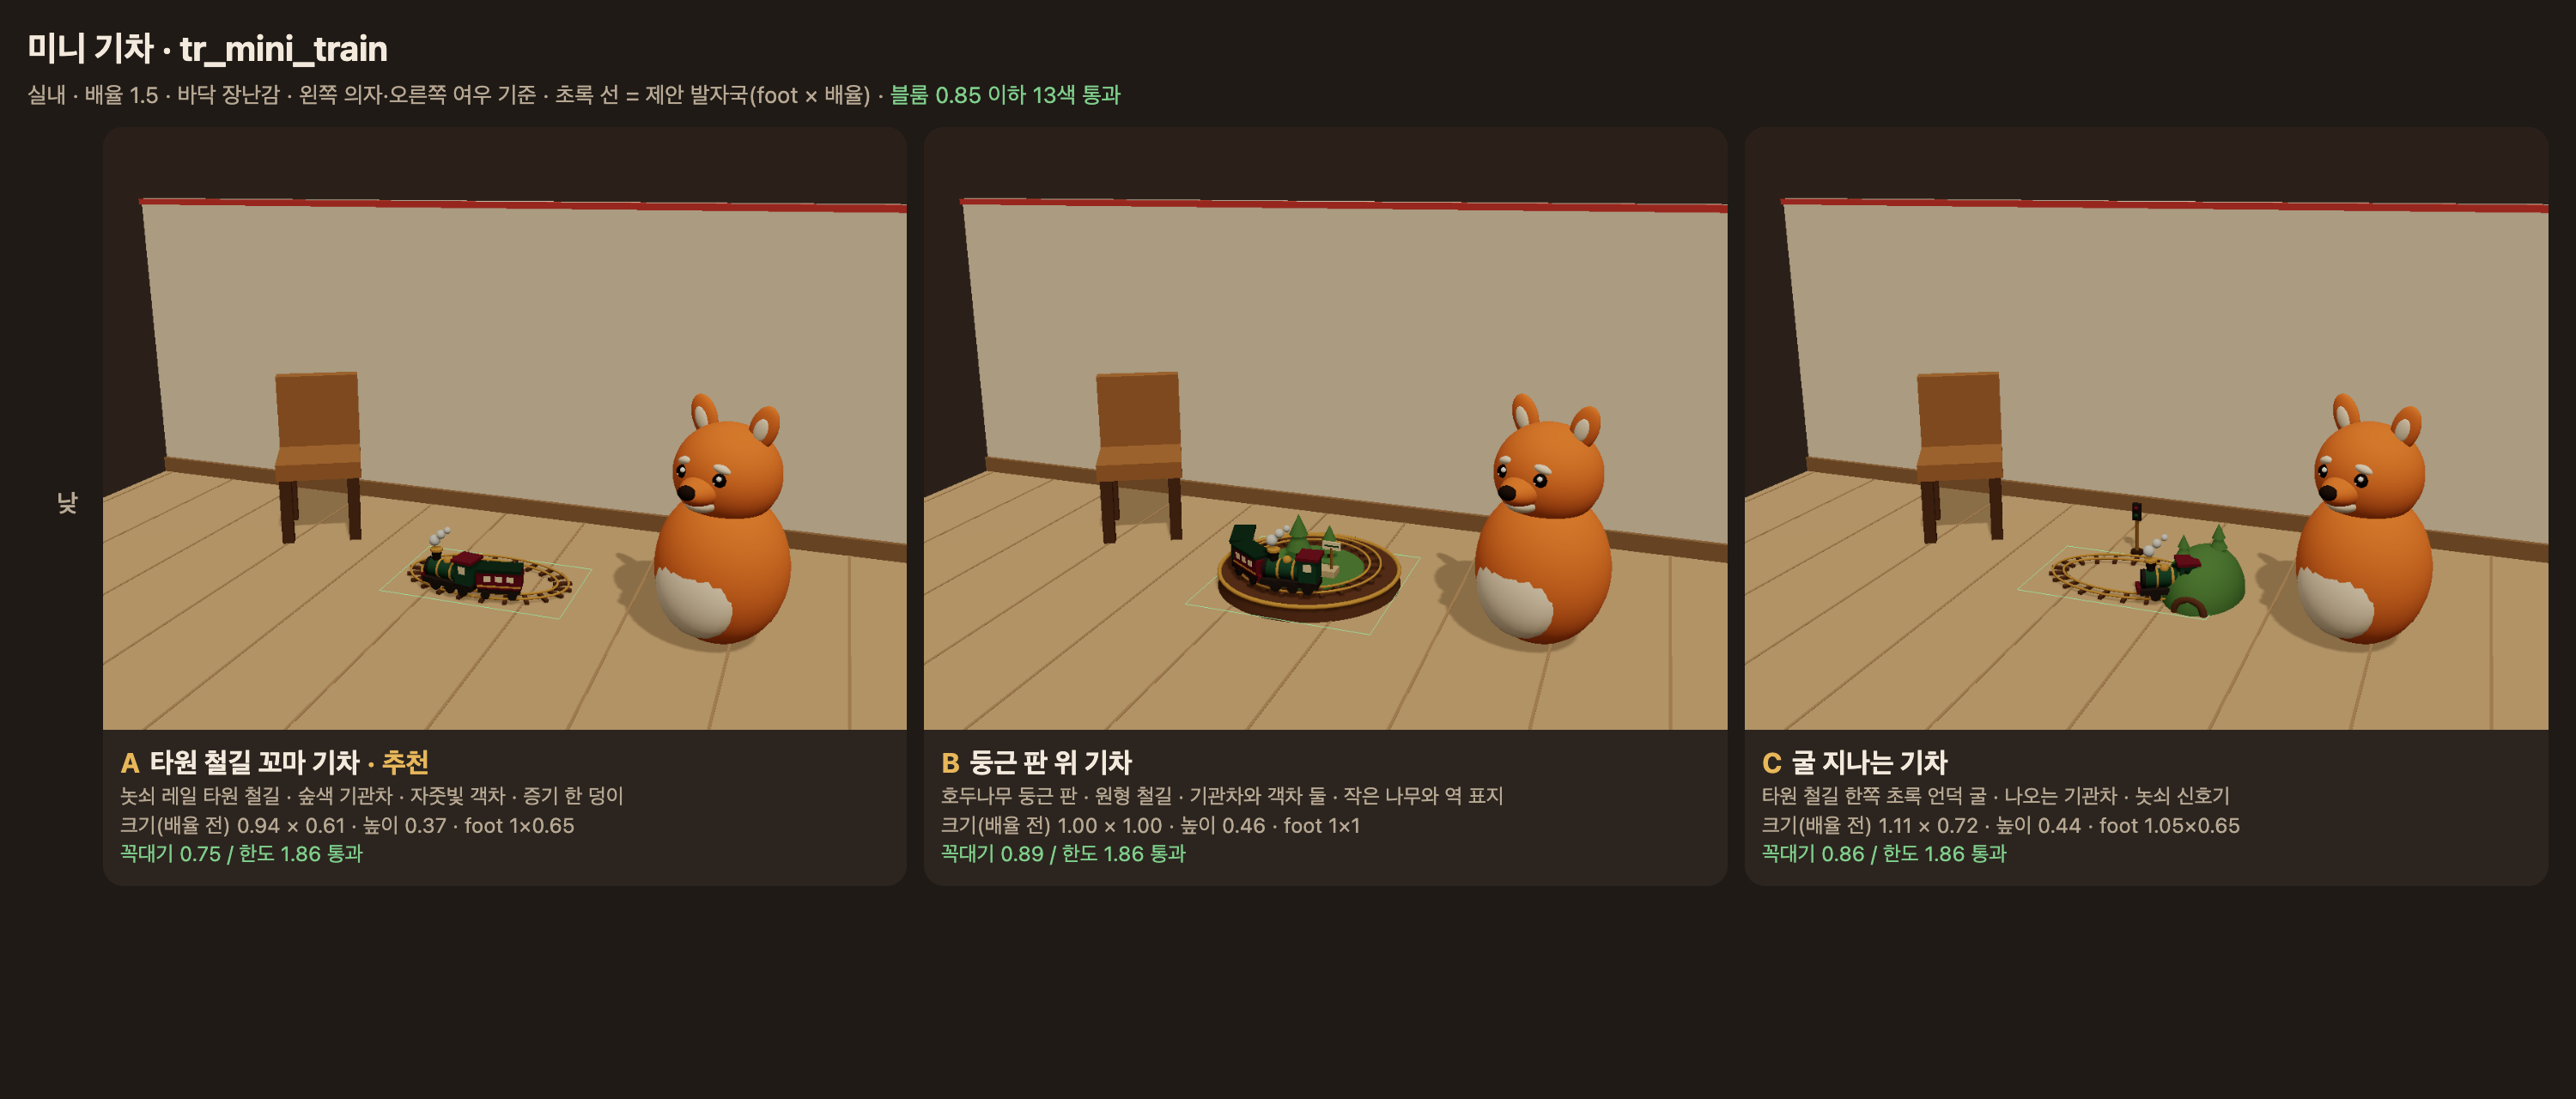 미니 기차 · tr_mini_train
실내 · 배율 1.5 · 바닥 장난감 · 왼쪽 의자·오른쪽 여우 기준 · 초록 선 = 제안 발자국(foot × 배율) · 블룸 0.85 이하 13색 통과
낮
A 타원 철길 꼬마 기차 · 추천
놋쇠 레일 타원 철길 · 숲색 기관차 · 자줏빛 객차 · 증기 한 덩이
크기(배율 전) 0.94 × 0.61 · 높이 0.37 · foot 1×0.65
꼭대기 0.75 / 한도 1.86 통과
B 둥근 판 위 기차
호두나무 둥근 판 · 원형 철길 · 기관차와 객차 둘 · 작은 나무와 역 표지
크기(배율 전) 1.00 × 1.00 · 높이 0.46 · foot 1×1
꼭대기 0.89 / 한도 1.86 통과
C 굴 지나는 기차
타원 철길 한쪽 초록 언덕 굴 · 나오는 기관차 · 놋쇠 신호기
크기(배율 전) 1.11 × 0.72 · 높이 0.44 · foot 1.05×0.65
꼭대기 0.86 / 한도 1.86 통과